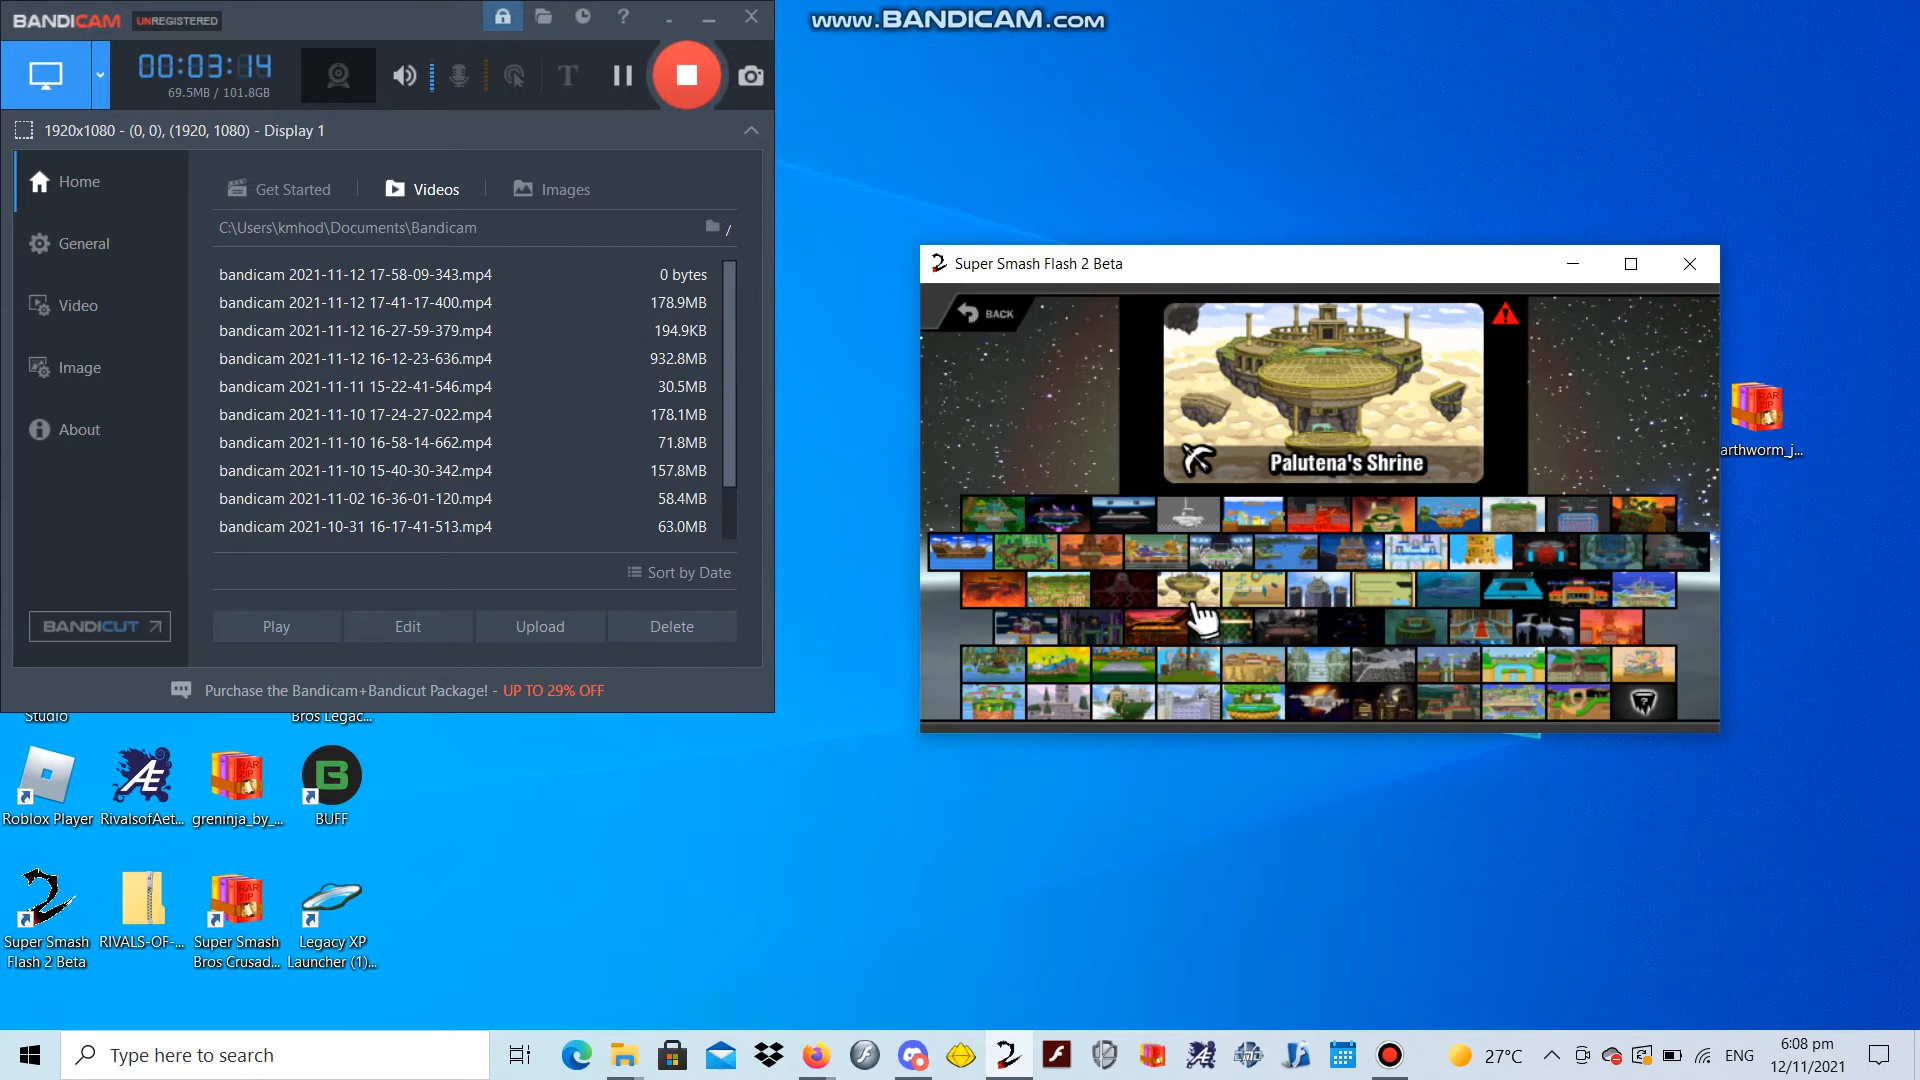 BANDICAM UNREGISTERED
?
www.BANDICAM.com
00:03:14
69.5MB / 101.8GB
T
1920x1080 - (0, 0), (1920, 1080) - Display 1
Home
General
Video
Image
About
BANDICUT
Get Started
Videos
Images
C:\Users\kmhod\Documents\Bandicam
/
bandicam 2021-11-12 17-58-09-343.mp4 0 bytes
bandicam 2021-11-12 17-41-17-400.mp4 178.9MB
bandicam 2021-11-12 16-27-59-379.mp4 194.9KB
bandicam 2021-11-12 16-12-23-636.mp4 932.8MB
bandicam 2021-11-11 15-22-41-546.mp4 30.5MB
bandicam 2021-11-10 17-24-27-022.mp4 178.1MB
bandicam 2021-11-10 16-58-14-662.mp4 71.8MB
bandicam 2021-11-10 15-40-30-342.mp4 157.8MB
bandicam 2021-11-02 16-36-01-120.mp4 58.4MB
bandicam 2021-10-31 16-17-41-513.mp4 63.0MB
Sort by Date
Play
Edit
Upload
Delete
Purchase the Bandicam+Bandicut Package! - UP TO 29% OFF
Super Smash Flash 2 Beta
BACK
Palutena's Shrine
?
arthworm_j...
Studio
Bros Legac...
Roblox Player
RivalsofAet...
greninja_by_...
BUFF
Super Smash
Flash 2 Beta
RIVALS-OF-...
Super Smash
Bros Crusad...
Legacy XP
Launcher (1)...
Type here to search
27°C
ENG
6:08 pm
12/11/2021